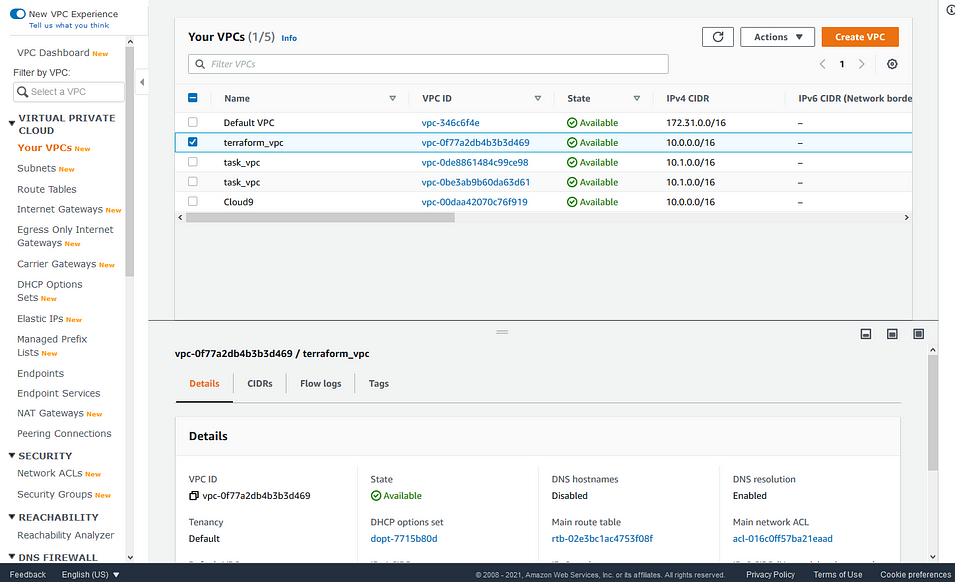 New VPC Experience
Tell us what you think
VPC Dashboard New
Filter by VPC:
Select a VPC
VIRTUAL PRIVATE
CLOUD
Your VPCs New
Subnets New
Route Tables
Internet Gateways New
Egress Only Internet
Gateways New
Carrier Gateways New
DHCP Options
Sets New
Elastic IPs New
Managed Prefix
Lists New
Endpoints
Endpoint Services
NAT Gateways New
Peering Connections
SECURITY
Network ACLs New
Security Groups New
REACHABILITY
Reachability Analyzer
DNS FIREWALL
Your VPCs (1/5) Info
Actions
Create VPC
Filter VPCs
1
Name VPC ID State IPv4 CIDR IPv6 CIDR (Network borde
Default VPC vpc-346c6f4e Available 172.31.0.0/16 –
terraform_vpc vpc-0f77a2db4b3b3d469 Available 10.0.0.0/16 –
task_vpc vpc-0de8861484c99ce98 Available 10.1.0.0/16 –
task_vpc vpc-0be3ab9b60da63d61 Available 10.1.0.0/16 –
Cloud9 vpc-00daa42070c76f919 Available 10.0.0.0/16 –
vpc-0f77a2db4b3b3d469 / terraform_vpc
Details CIDRs Flow logs Tags
Details
VPC ID State DNS hostnames DNS resolution
vpc-0f77a2db4b3b3d469 Available Disabled Enabled
Tenancy DHCP options set Main route table Main network ACL
Default dopt-7715b80d rtb-02e3bc1ac4753f08f acl-016c0ff57ba21eaad
Feedback English (US) © 2008 - 2021, Amazon Web Services, Inc. or its affiliates. All rights reserved. Privacy Policy Terms of Use Cookie preferences